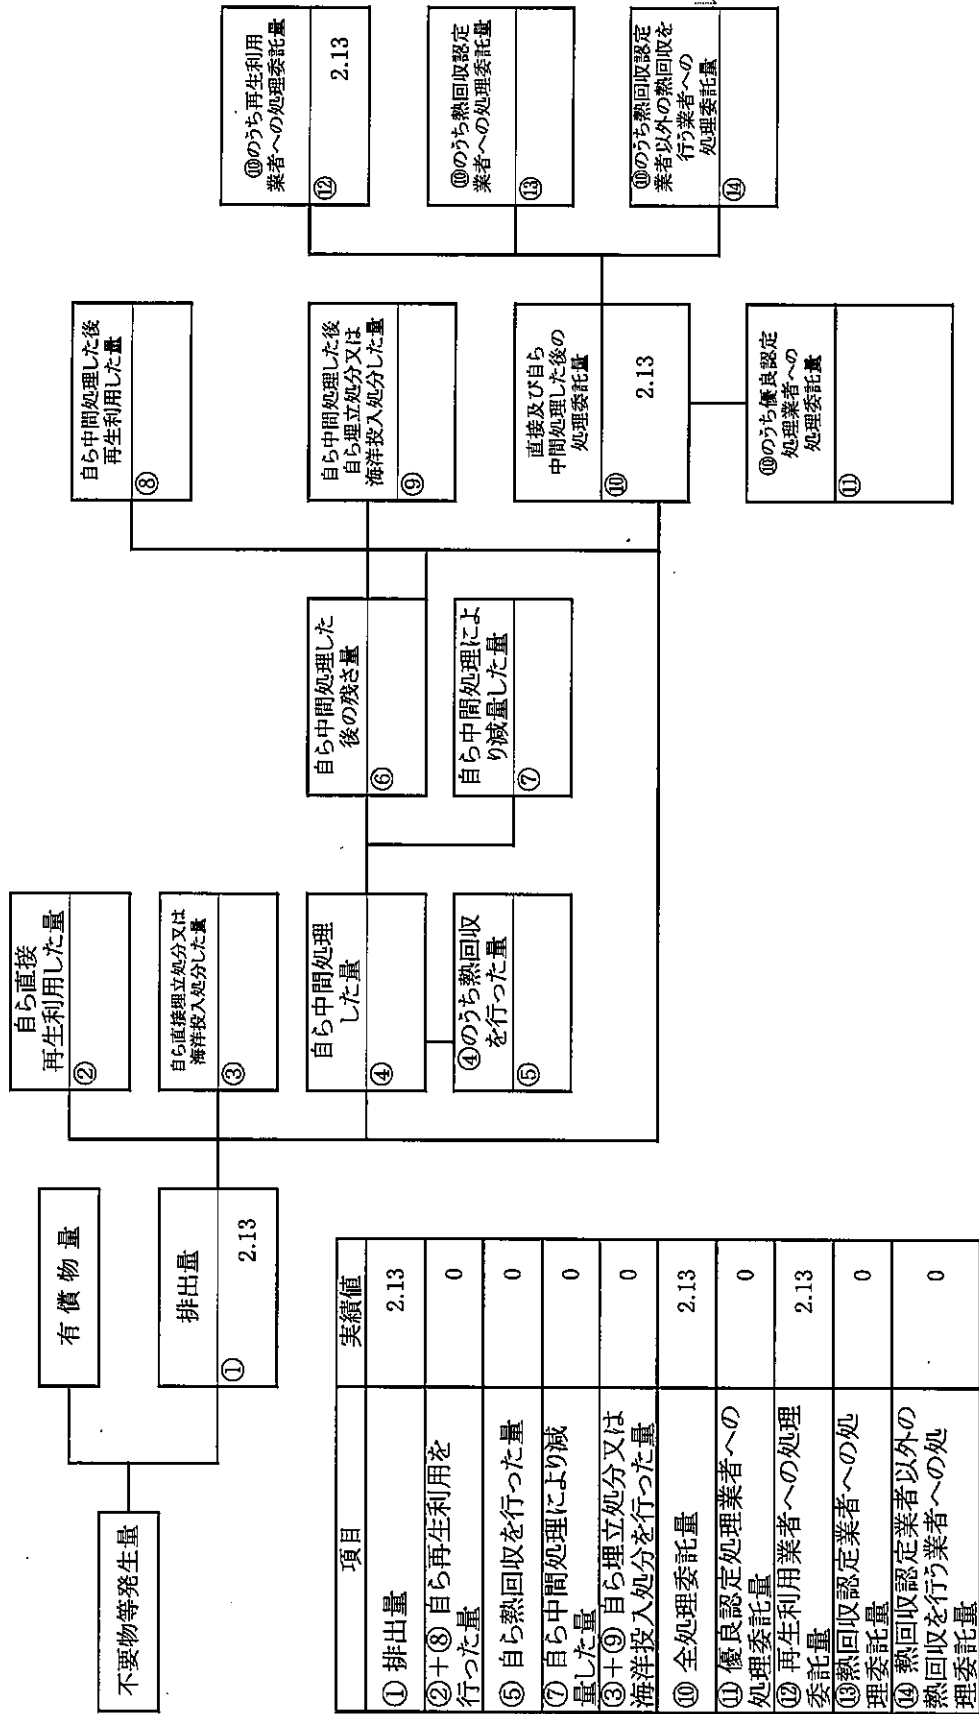 不要物等発生量
有償物量
排出量
①
2.13
自ら直接
再生利用した量
②
自ら直接埋立処分又は
海洋投入処分した量
③
自ら中間処理
した量
④
④のうち熱回収
を行った量
⑤
自ら中間処理した
後の残さ量
⑥
自ら中間処理によ
り減量した量
⑦
自ら中間処理した後
再生利用した量
⑧
自ら中間処理した後
自ら埋立処分又は
海洋投入処分した量
⑨
直接及び自ら
中間処理した後の
処理委託量
⑩
2.13
⑩のうち優良認定
処理業者への
処理委託量
⑪
⑩のうち再生利用
業者への処理委託量
⑫
2.13
⑩のうち熱回収認定
業者への処理委託量
⑬
⑩のうち熱回収認定
業者以外の熱回収を
行う業者への
処理委託量
⑭
項目 実績値
①排出量 2.13
②+⑧ 自ら再生利用を
行った量 0
⑤ 自ら熱回収を行った量 0
⑦ 自ら中間処理により減
量した量 0
③+⑨ 自ら埋立処分又は
海洋投入処分を行った量 0
⑩ 全処理委託量 2.13
⑪ 優良認定処理業者への
処理委託量 0
⑫ 再生利用業者への処理
委託量 2.13
⑬熱回収認定業者への処
理委託量 0
⑭ 熱回収認定業者以外の
熱回収を行う業者への処
理委託量 0